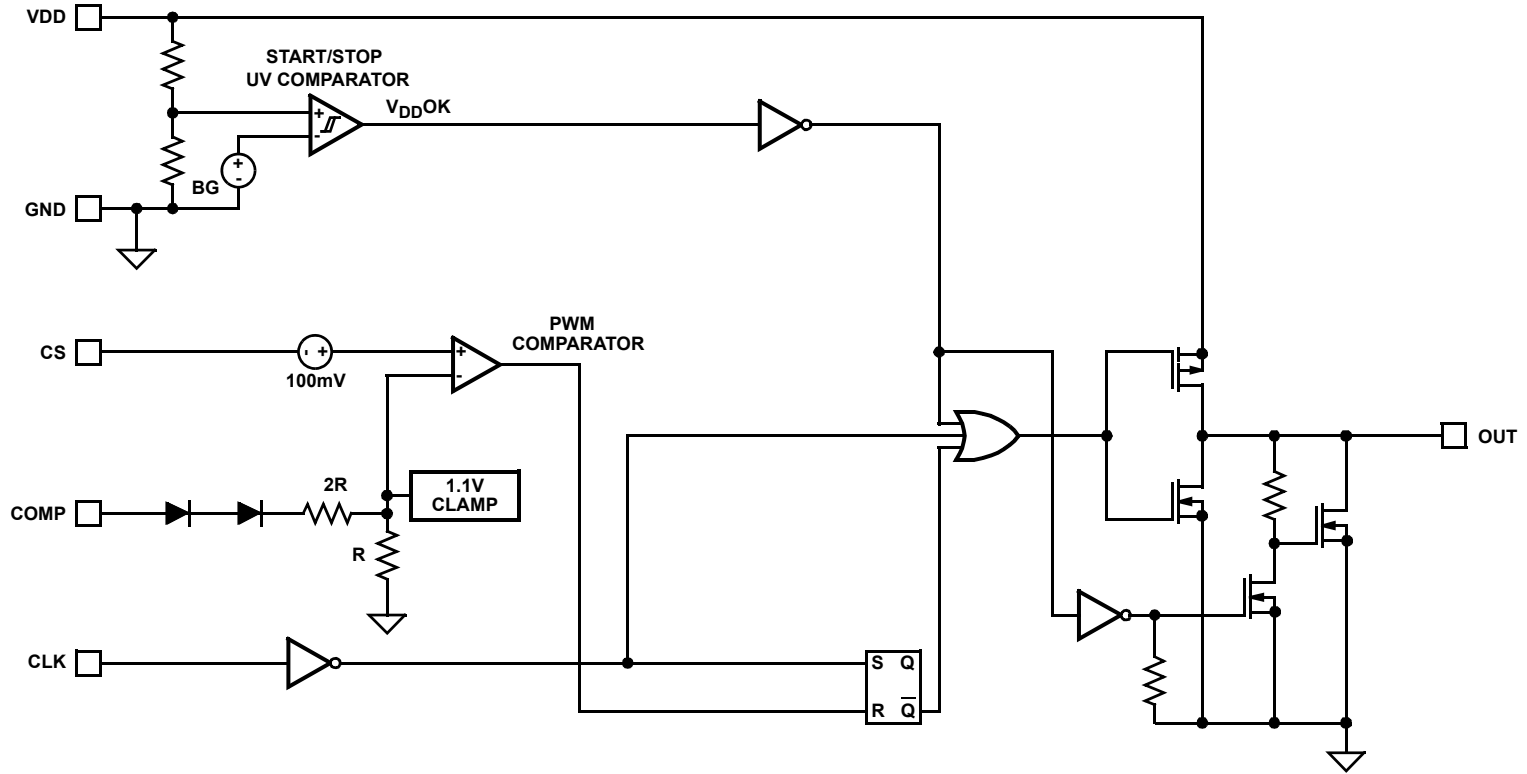 VDD
START/STOP
UV COMPARATOR
+
-
VDDOK
+
-
BG
GND
CS
- +
100mV
+
-
PWM
COMPARATOR
OUT
COMP
2R
1.1V
CLAMP
R
CLK
S Q
R Q̅